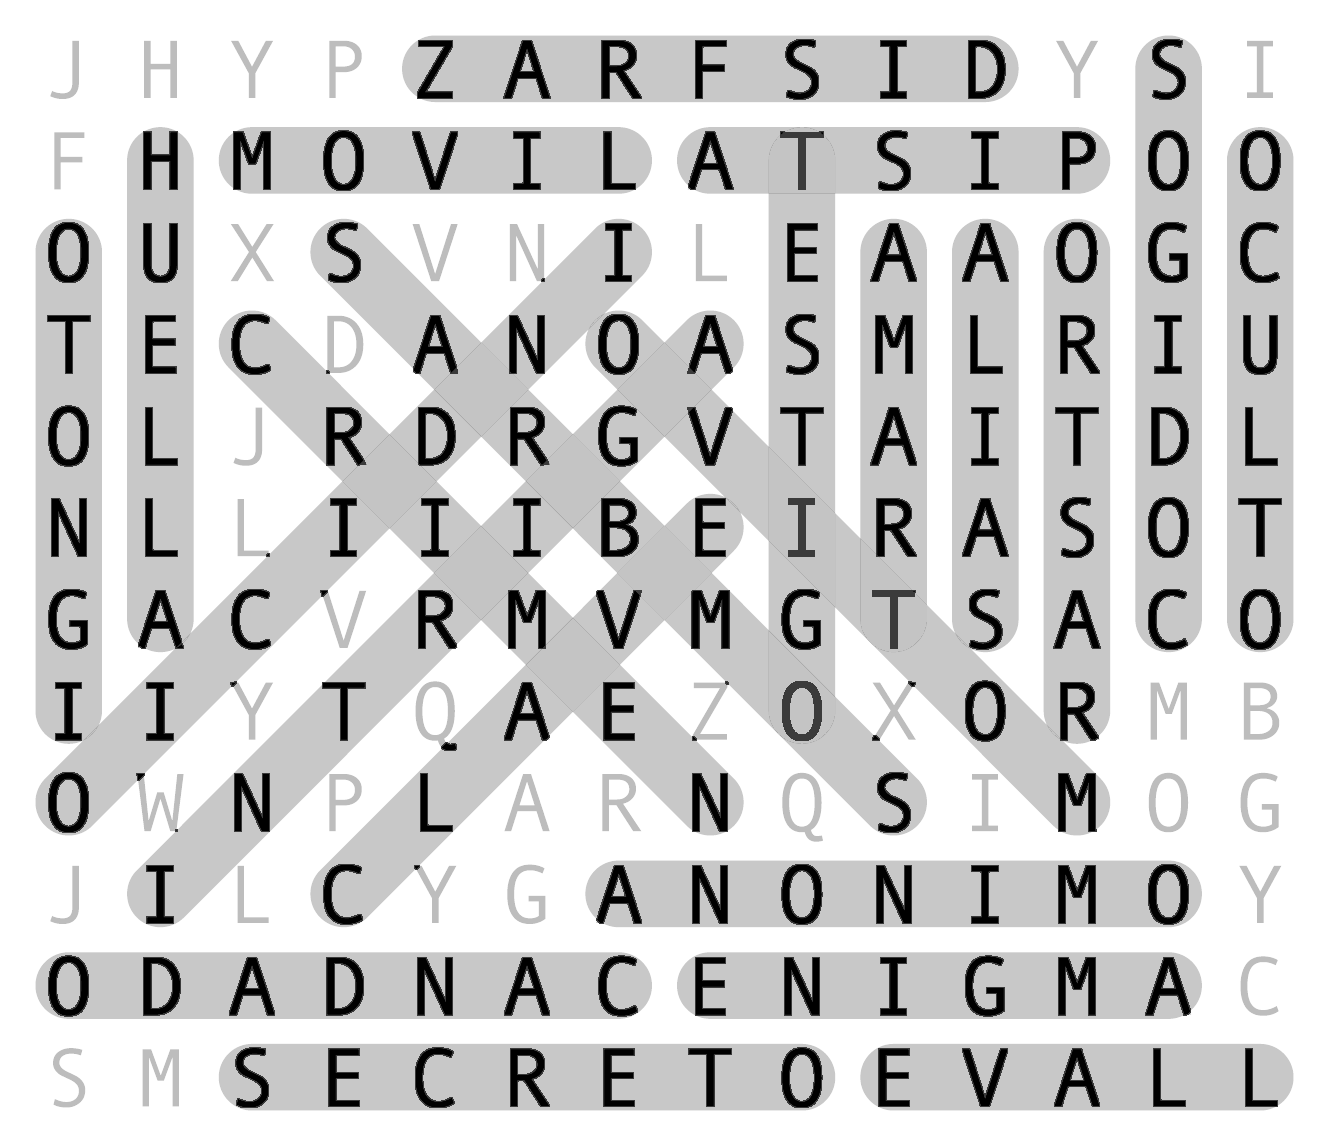 J H Y P Z A R F S I D Y S I
F H M O V I L A T S I P O O
O U X S V N I L E A A O G C
T E C D A N O A S M L R I U
O L J R D R G V T A I T D L
N L L I I I B E I R A S O T
G A C V R M V M G T S A C O
I I Y T Q A E Z O X O R M B
O W N P L A R N Q S I M O G
J I L C Y G A N O N I M O Y
O D A D N A C E N I G M A C
S M S E C R E T O E V A L L